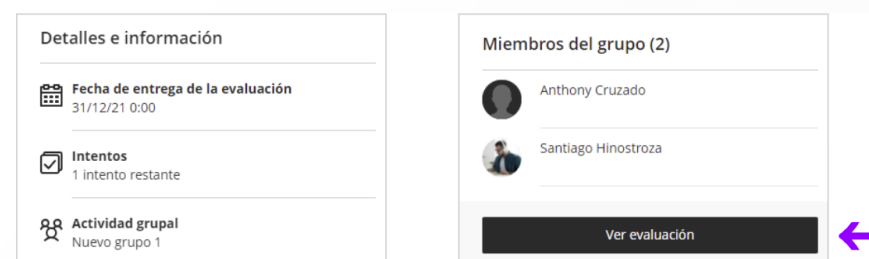 Detalles e información
Fecha de entrega de la evaluación
31/12/21 0:00
Intentos
1 intento restante
Actividad grupal
Nuevo grupo 1
Miembros del grupo (2)
Anthony Cruzado
Santiago Hinostroza
Ver evaluación